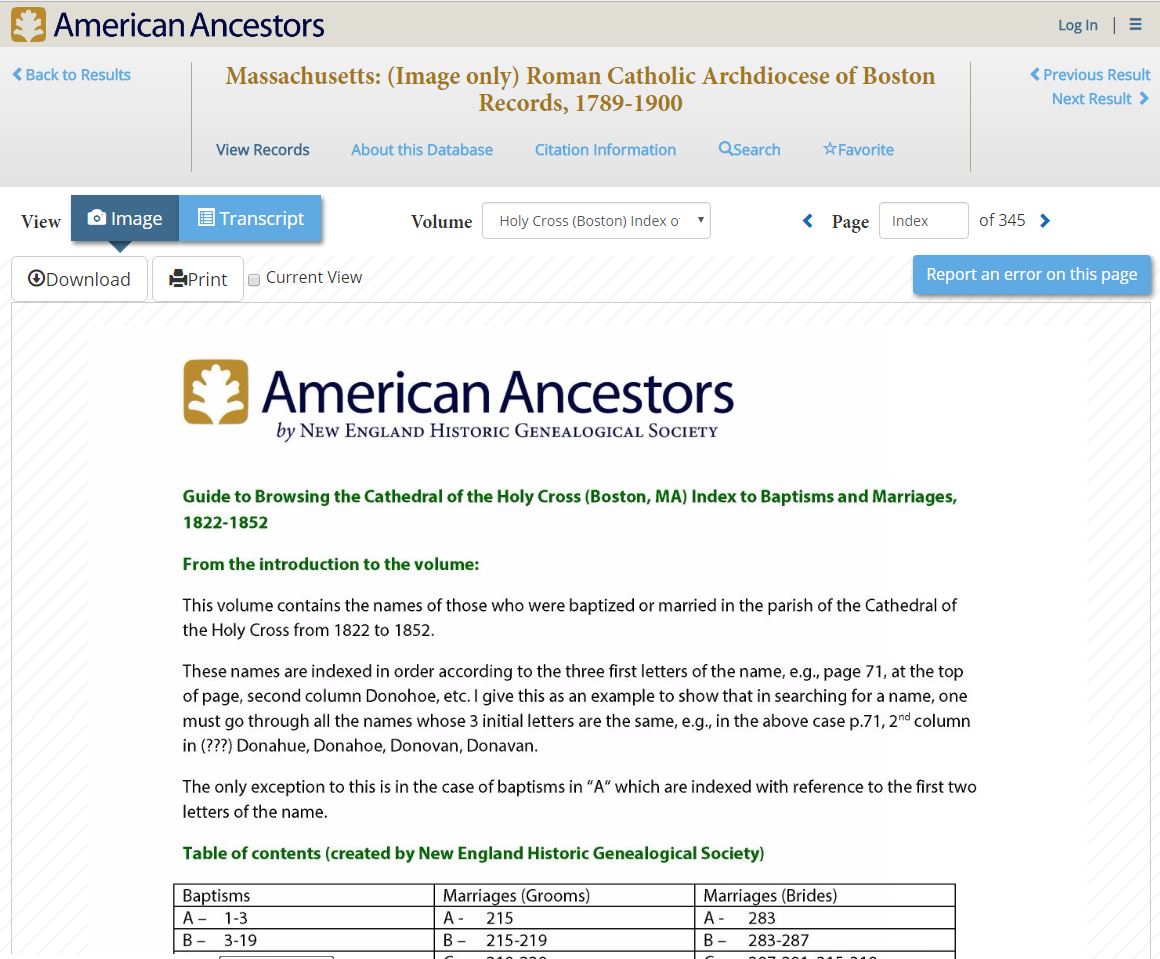 American Ancestors
Log In | ☰
Back to Results
Massachusetts: (Image only) Roman Catholic Archdiocese of Boston
Records, 1789-1900
Previous Result
Next Result
View Records About this Database Citation Information Search Favorite
View Image Transcript Volume Holy Cross (Boston) Index o Page Index of 345
Download Print Current View Report an error on this page
American Ancestors
by New England Historic Genealogical Society
Guide to Browsing the Cathedral of the Holy Cross (Boston, MA) Index to Baptisms and Marriages,
1822-1852
From the introduction to the volume:
This volume contains the names of those who were baptized or married in the parish of the Cathedral of
the Holy Cross from 1822 to 1852.
These names are indexed in order according to the three first letters of the name, e.g., page 71, at the top
of page, second column Donohoe, etc. I give this as an example to show that in searching for a name, one
must go through all the names whose 3 initial letters are the same, e.g., in the above case p.71, 2nd column
in (???) Donahue, Donahoe, Donovan, Donavan.
The only exception to this is in the case of baptisms in "A" which are indexed with reference to the first two
letters of the name.
Table of contents (created by New England Historic Genealogical Society)
Baptisms Marriages (Grooms) Marriages (Brides)
A – 1-3 A - 215 A - 283
B – 3-19 B – 215-219 B – 283-287